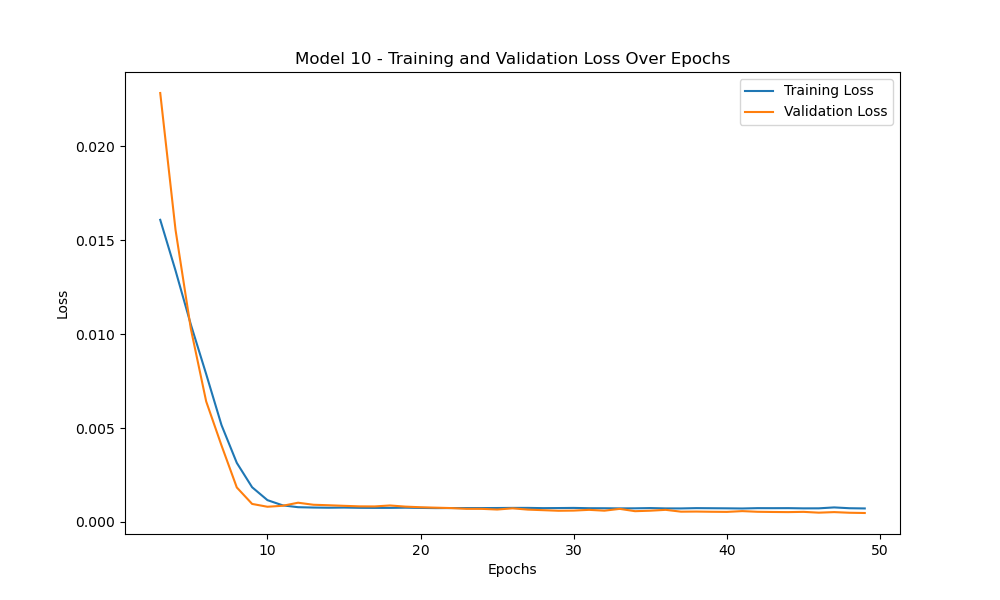 Model 10 - Training and Validation Loss Over Epochs
Training Loss
Validation Loss
0.020
0.015
0.010
0.005
0.000
Loss
10 20 30 40 50
Epochs